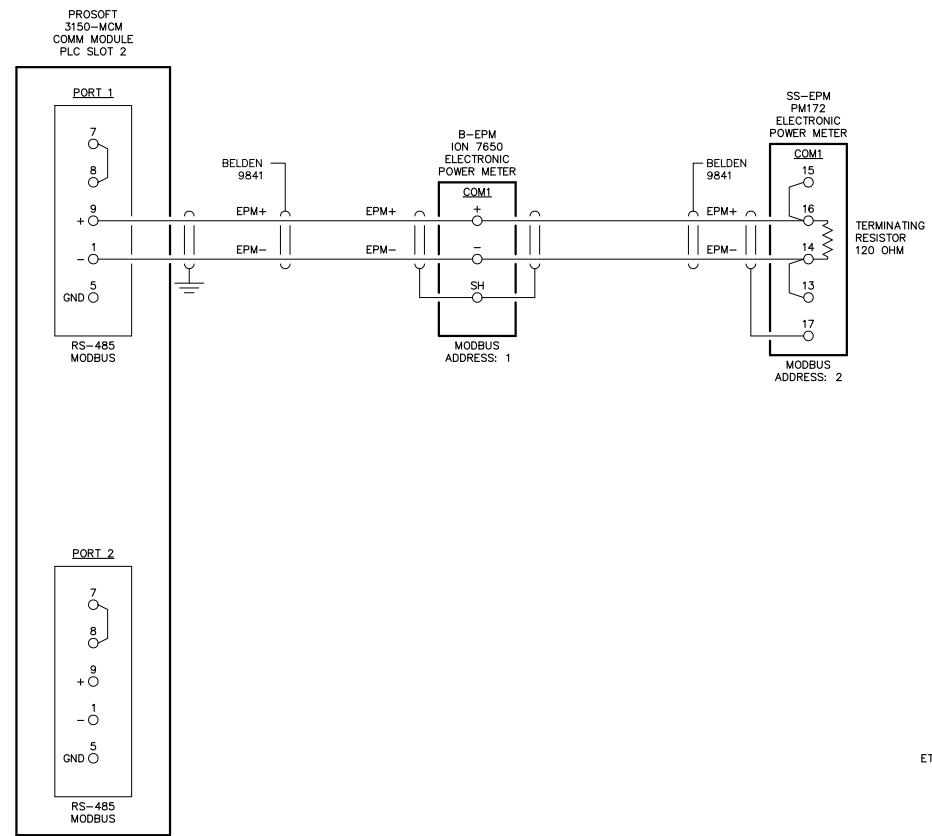 PROSOFT
3150-MCM
COMM MODULE
PLC SLOT 2
PORT 1
7
8
9
+
1
-
5
GND
RS-485
MODBUS
BELDEN
9841
EPM+
EPM+
EPM-
EPM-
B-EPM
ION 7650
ELECTRONIC
POWER METER
COM1
+
-
SH
MODBUS
ADDRESS: 1
BELDEN
9841
EPM+
EPM-
SS-EPM
PM172
ELECTRONIC
POWER METER
COM1
15
16
14
13
17
TERMINATING
RESISTOR
120 OHM
MODBUS
ADDRESS: 2
PORT 2
7
8
9
+
1
-
5
GND
RS-485
MODBUS
ET